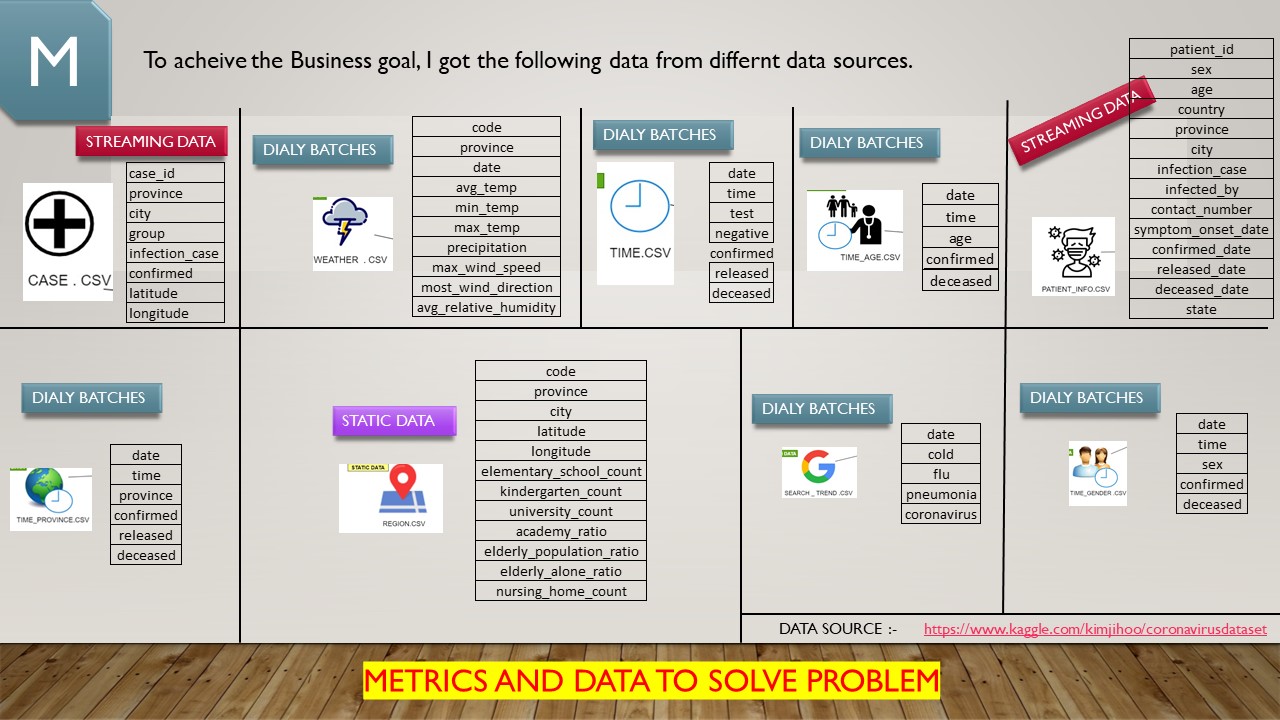 M
To acheive the Business goal, I got the following data from differnt data sources.
STREAMING DATA
CASE . CSV
case_id
province
city
group
infection_case
confirmed
latitude
longitude
DIALY BATCHES
WEATHER . CSV
code
province
date
avg_temp
min_temp
max_temp
precipitation
max_wind_speed
most_wind_direction
avg_relative_humidity
DIALY BATCHES
TIME.CSV
date
time
test
negative
confirmed
released
deceased
DIALY BATCHES
TIME_AGE.CSV
date
time
age
confirmed
deceased
STREAMING DATA
PATIENT_INFO.CSV
patient_id
sex
age
country
province
city
infection_case
infected_by
contact_number
symptom_onset_date
confirmed_date
released_date
deceased_date
state
DIALY BATCHES
TIME_PROVINCE.CSV
date
time
province
confirmed
released
deceased
STATIC DATA
STATIC DATA
REGION.CSV
code
province
city
latitude
longitude
elementary_school_count
kindergarten_count
university_count
academy_ratio
elderly_population_ratio
elderly_alone_ratio
nursing_home_count
DIALY BATCHES
DATA
SEARCH _ TREND .CSV
date
cold
flu
pneumonia
coronavirus
DIALY BATCHES
TIME_GENDER .CSV
date
time
sex
confirmed
deceased
DATA SOURCE :- https://www.kaggle.com/kimjihoo/coronavirusdataset
METRICS AND DATA TO SOLVE PROBLEM